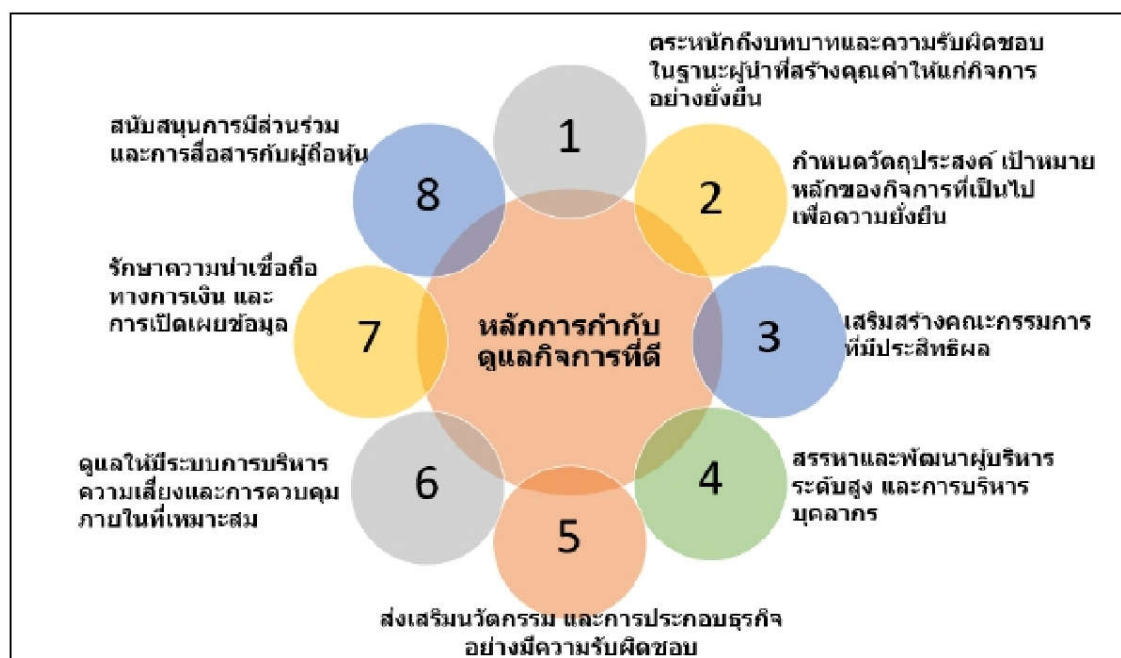 ตระหนักถึงบทบาทและความรับผิดชอบ
ในฐานะผู้นำที่สร้างคุณค่าให้แก่กิจการ
อย่างยั่งยืน
1
กำหนดวัตถุประสงค์ เป้าหมาย
หลักของกิจการที่เป็นไป
เพื่อความยั่งยืน
2
เสริมสร้างคณะกรรมการ
ที่มีประสิทธิผล
3
สรรหาและพัฒนาผู้บริหาร
ระดับสูง และการบริหาร
บุคลากร
4
5
ส่งเสริมนวัตกรรม และการประกอบธุรกิจ
อย่างมีความรับผิดชอบ
ดูแลให้มีระบบการบริหาร
ความเสี่ยงและการควบคุม
ภายในที่เหมาะสม
6
รักษาความน่าเชื่อถือ
ทางการเงิน และ
การเปิดเผยข้อมูล
7
สนับสนุนการมีส่วนร่วม
และการสื่อสารกับผู้ถือหุ้น
8
หลักการกำกับ
ดูแลกิจการที่ดี